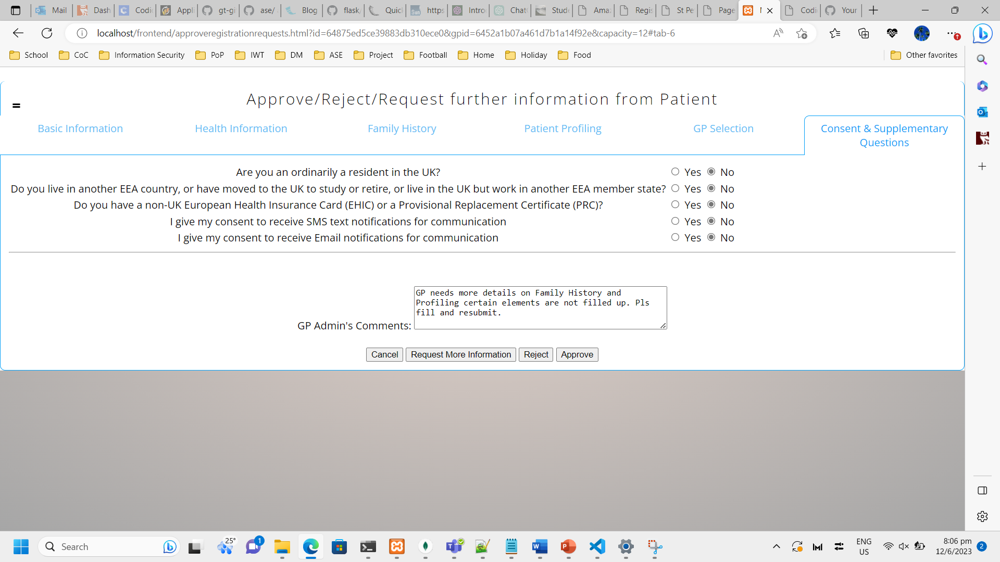 Mail
Dash
Codi
Appli
gt-gi
ase/
Blog
flask/
Quicl
https
Intro
Chat
Stude
Amaz
Regis
St Pe
Page
Codi
Your
localhost/frontend/approveregistrationrequests.html?id=64875ed5ce39883db310ece0&gpid=6452a1b07a461d7b1a14f92e&capacity=12#tab-6
School CoC Information Security PoP IWT DM ASE Project Football Home Holiday Food Other favorites
Approve/Reject/Request further information from Patient
Basic Information Health Information Family History Patient Profiling GP Selection Consent & Supplementary
Questions
Are you an ordinarily a resident in the UK? Yes No
Do you live in another EEA country, or have moved to the UK to study or retire, or live in the UK but work in another EEA member state? Yes No
Do you have a non-UK European Health Insurance Card (EHIC) or a Provisional Replacement Certificate (PRC)? Yes No
I give my consent to receive SMS text notifications for communication Yes No
I give my consent to receive Email notifications for communication Yes No
GP needs more details on Family History and
Profiling certain elements are not filled up. Pls
fill and resubmit.
GP Admin's Comments:
Cancel Request More Information Reject Approve
Search
25°
1
ENG
US
8:06 pm
12/6/2023
2